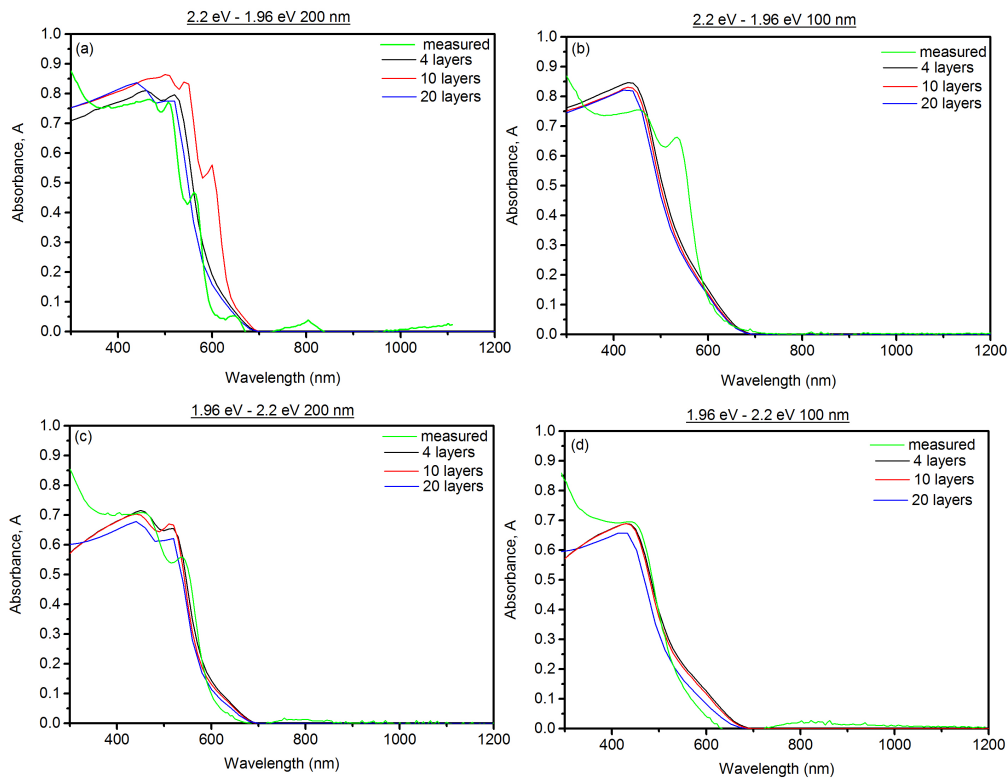 2.2 eV - 1.96 eV 200 nm
(a)
measured
4 layers
10 layers
20 layers
1.0
0.9
0.8
0.7
0.6
0.5
0.4
0.3
0.2
0.1
0.0
Absorbance, A
400 600 800 1000 1200
Wavelength (nm)
2.2 eV - 1.96 eV 100 nm
(b)
measured
4 layers
10 layers
20 layers
1.0
0.9
0.8
0.7
0.6
0.5
0.4
0.3
0.2
0.1
0.0
Absorbance, A
400 600 800 1000 1200
Wavelength (nm)
1.96 eV - 2.2 eV 200 nm
(c)
measured
4 layers
10 layers
20 layers
1.0
0.9
0.8
0.7
0.6
0.5
0.4
0.3
0.2
0.1
0.0
Absorbance, A
400 600 800 1000 1200
Wavelength (nm)
1.96 eV - 2.2 eV 100 nm
(d)
measured
4 layers
10 layers
20 layers
1.0
0.9
0.8
0.7
0.6
0.5
0.4
0.3
0.2
0.1
0.0
Absorbance, A
400 600 800 1000 1200
Wavelength (nm)